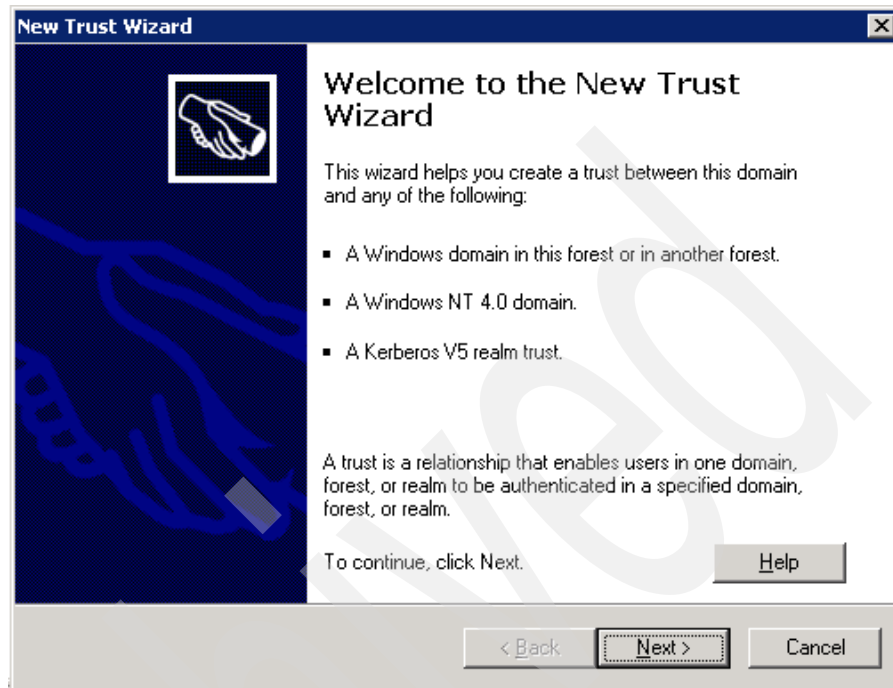 New Trust Wizard
Welcome to the New Trust
Wizard
This wizard helps you create a trust between this domain
and any of the following:
▪ A Windows domain in this forest or in another forest.
▪ A Windows NT 4.0 domain.
▪ A Kerberos V5 realm trust.
A trust is a relationship that enables users in one domain,
forest, or realm to be authenticated in a specified domain,
forest, or realm.
To continue, click Next.
Help
< Back
Next >
Cancel